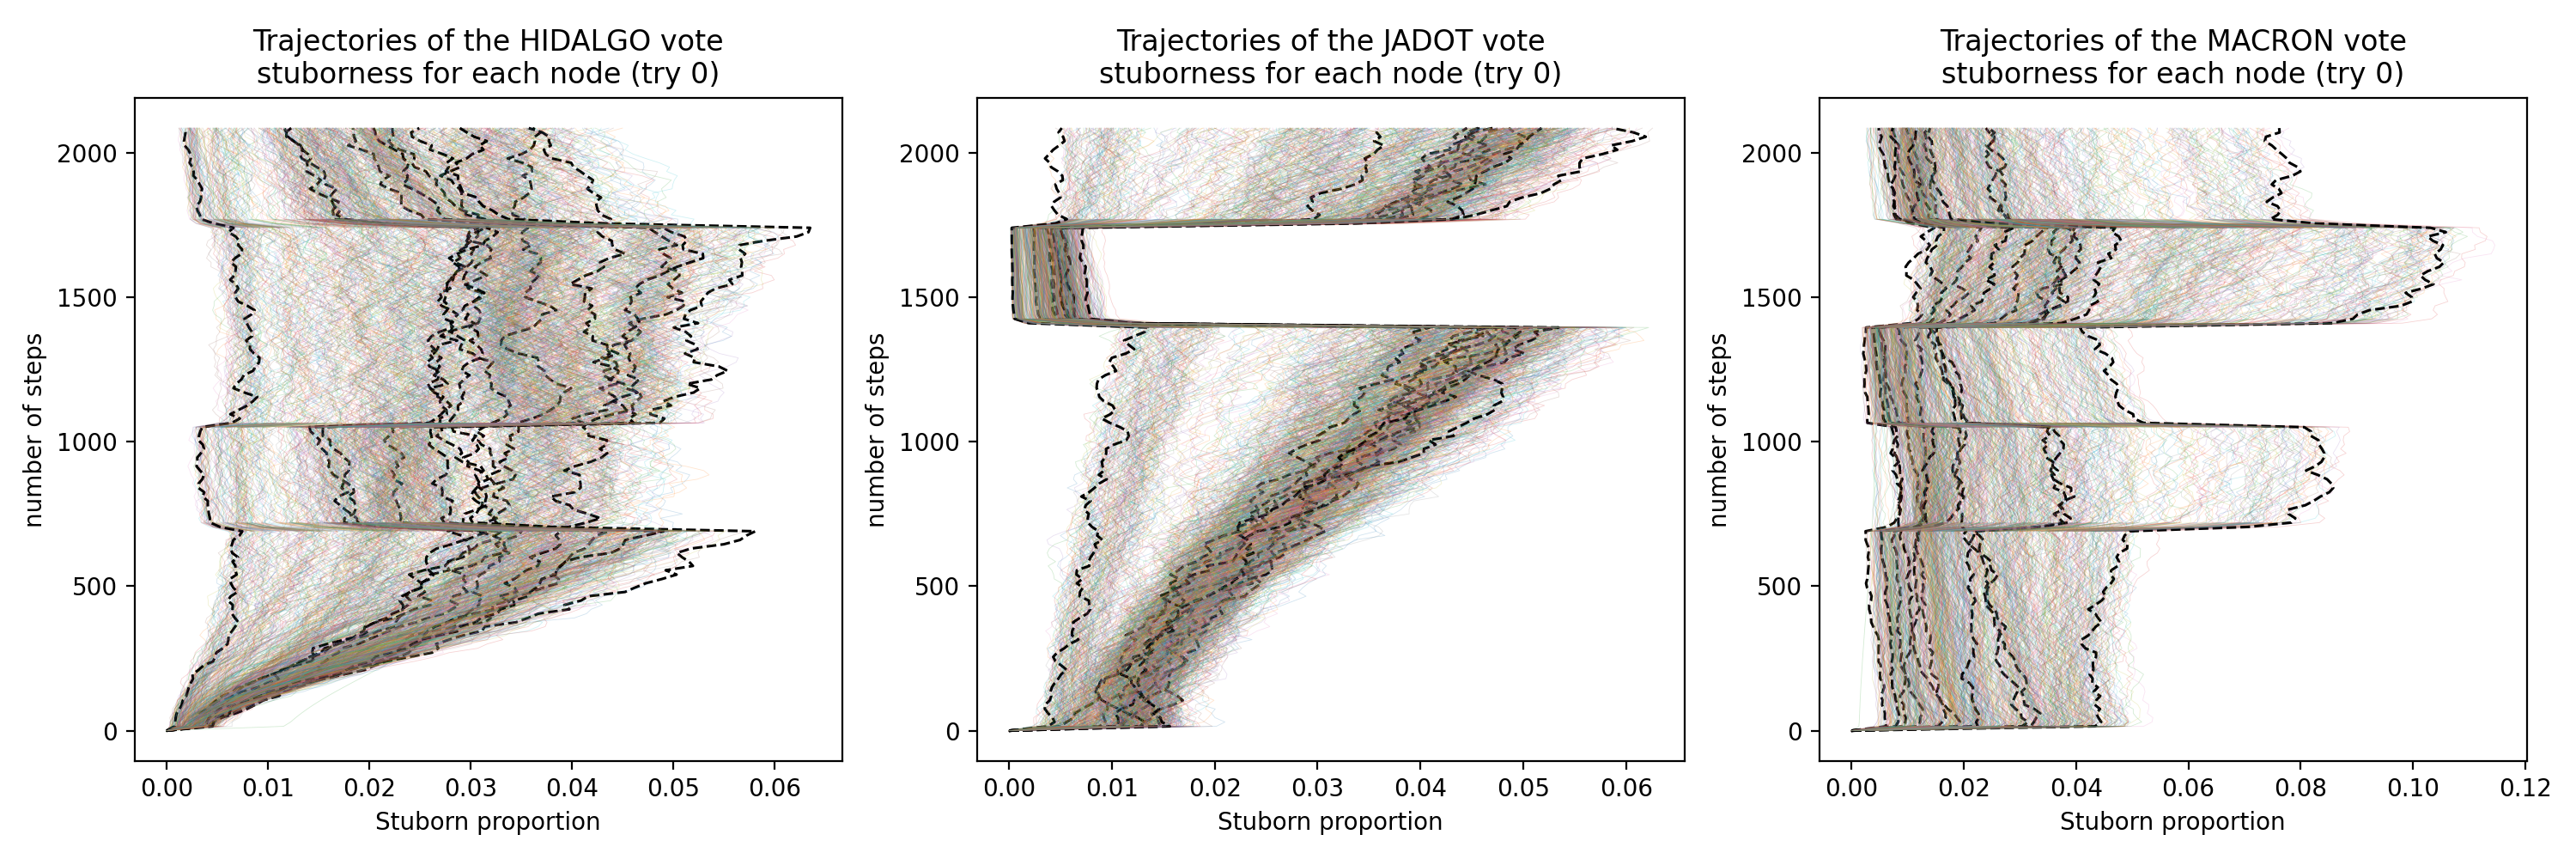 Trajectories of the HIDALGO vote
stuborness for each node (try 0)
number of steps
2000
1500
1000
500
0
0.00 0.01 0.02 0.03 0.04 0.05 0.06
Stuborn proportion
Trajectories of the JADOT vote
stuborness for each node (try 0)
number of steps
2000
1500
1000
500
0
0.00 0.01 0.02 0.03 0.04 0.05 0.06
Stuborn proportion
Trajectories of the MACRON vote
stuborness for each node (try 0)
number of steps
2000
1500
1000
500
0
0.00 0.02 0.04 0.06 0.08 0.10 0.12
Stuborn proportion